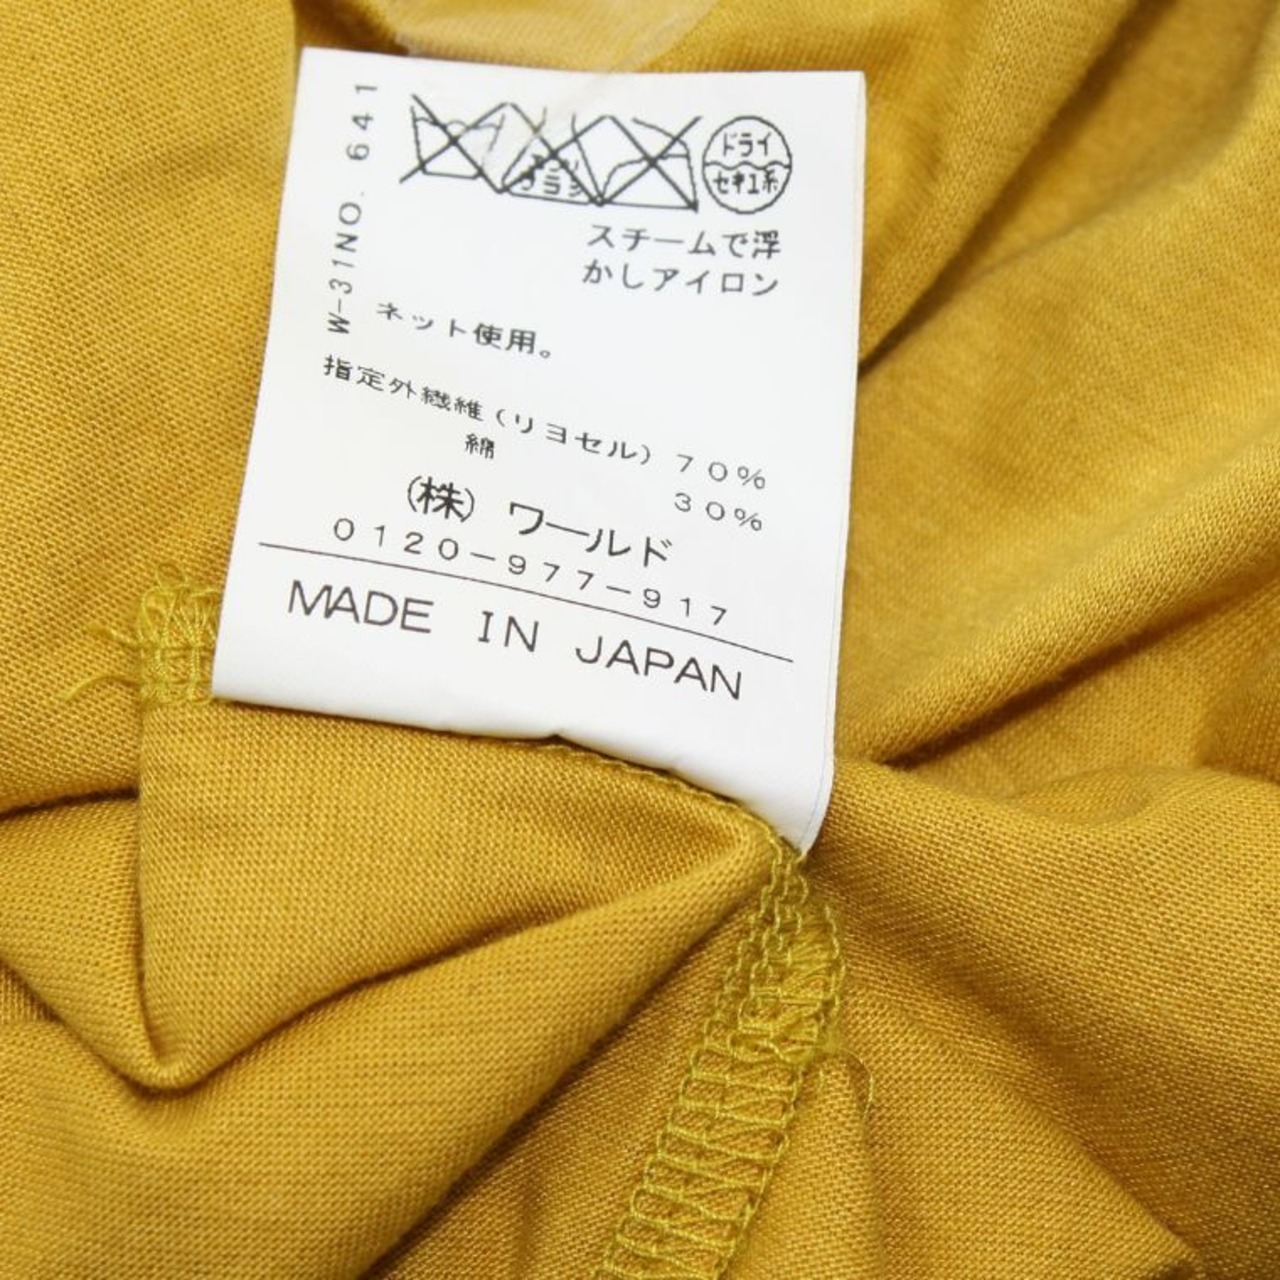 W-31NO. 641
ドライ
セキユ系
スチームで浮
かしアイロン
ネット使用。
指定外繊維(リヨセル) 70%
綿 30%
(株) ワールド
0120-977-917
MADE IN JAPAN